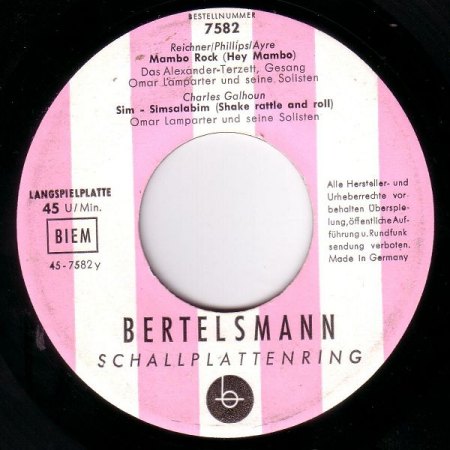 BESTELLNUMMER
7582
Reichner/Phillips/Ayre
Mambo Rock (Hey Mambo)
Das Alexander-Terzett, Gesang
Omar Lamparter und seine Solisten
Charles Galhoun
Sim - Simsalabim (Shake rattle and roll)
Omar Lamparter und seine Solisten
LANGSPIELPLATTE
45 U/Min.
BIEM
45-7582y
Alle Hersteller- und
Urheberrechte vor-
behalten Überspie-
lung, öffentliche Auf-
führung u. Rundfunk
sendung verboten.
Made in Germany
BERTELSMANN
SCHALLPLATTENRING
b